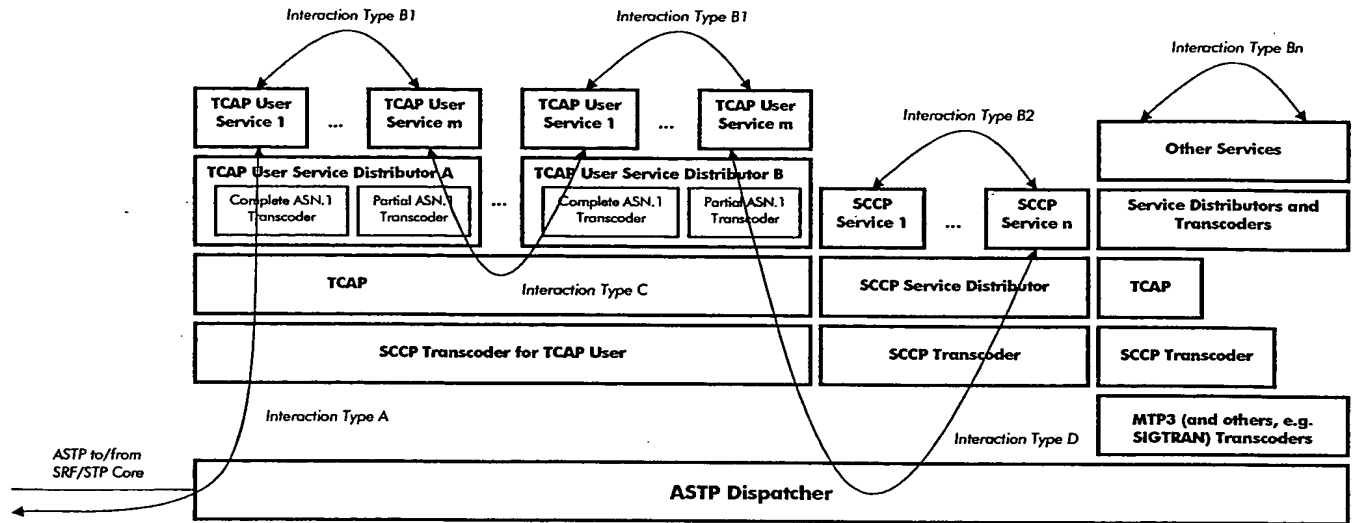 Interaction Type B1
Interaction Type B1
Interaction Type Bn
TCAP User
Service 1
...
TCAP User
Service m
TCAP User
Service 1
...
TCAP User
Service m
Interaction Type B2
Other Services
TCAP User Service Distributor A
Complete ASN.1
Transcoder
Partial ASN.1
Transcoder
...
TCAP User Service Distributor B
Complete ASN.1
Transcoder
Partial ASN.1
Transcoder
SCCP
Service 1
...
SCCP
Service n
Service Distributors and
Transcoders
TCAP
Interaction Type C
SCCP Service Distributor
TCAP
SCCP Transcoder for TCAP User
SCCP Transcoder
SCCP Transcoder
Interaction Type A
Interaction Type D
MTP3 (and others, e.g.
SIGTRAN) Transcoders
ASTP to/from
SRF/STP Core
ASTP Dispatcher